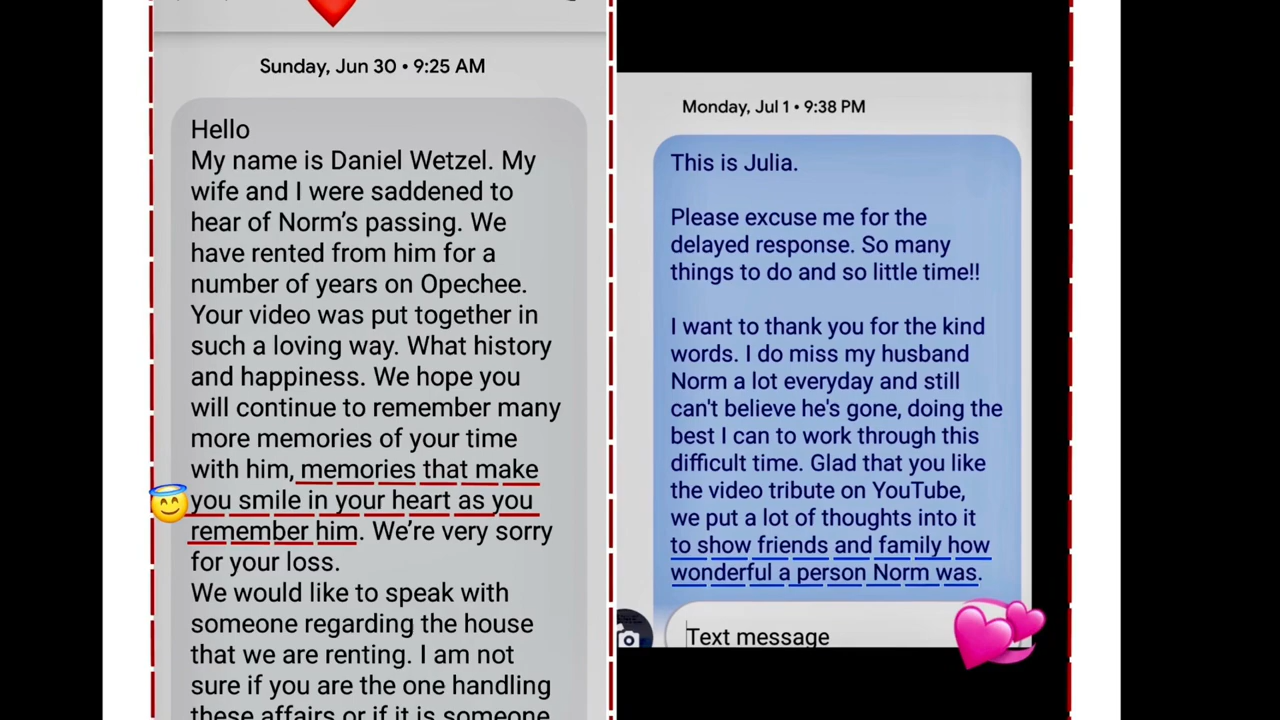 Sunday, Jun 30 • 9:25 AM
Hello
My name is Daniel Wetzel. My
wife and I were saddened to
hear of Norm’s passing. We
have rented from him for a
number of years on Opechee.
Your video was put together in
such a loving way. What history
and happiness. We hope you
will continue to remember many
more memories of your time
with him, memories that make
you smile in your heart as you
remember him. We’re very sorry
for your loss.
We would like to speak with
someone regarding the house
that we are renting. I am not
sure if you are the one handling
these affairs or if it is someone
Monday, Jul 1 • 9:38 PM
This is Julia.
Please excuse me for the
delayed response. So many
things to do and so little time!!
I want to thank you for the kind
words. I do miss my husband
Norm a lot everyday and still
can't believe he's gone, doing the
best I can to work through this
difficult time. Glad that you like
the video tribute on YouTube,
we put a lot of thoughts into it
to show friends and family how
wonderful a person Norm was.
Text message